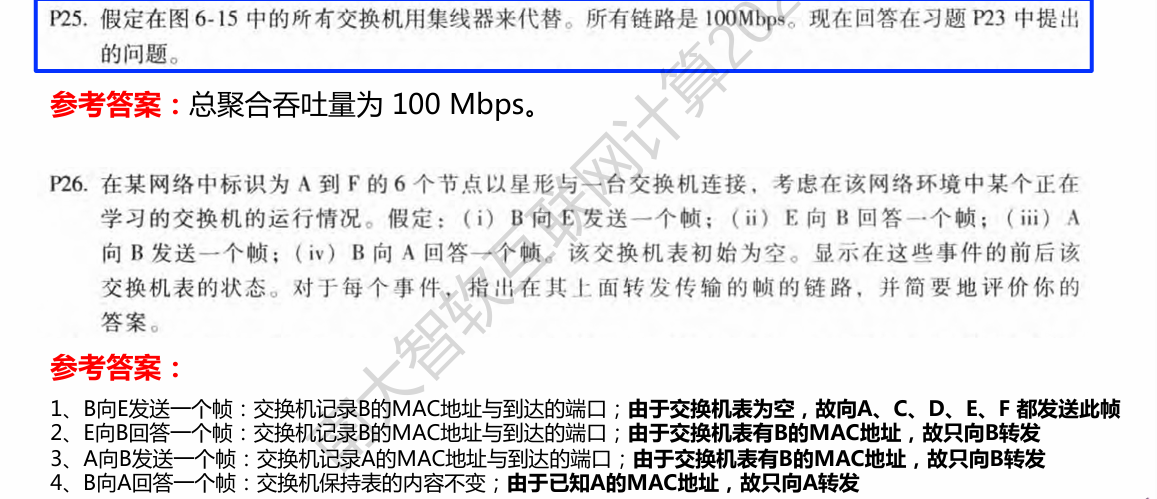 P25. 假定在图 6-15 中的所有交换机用集线器来代替。所有链路是 100Mbps。现在回答在习题 P23 中提出
的问题。
参考答案：总聚合吞吐量为 100 Mbps。
P26. 在某网络中标识为 A 到 F 的 6 个节点以星形与一台交换机连接，考虑在该网络环境中某个正在
学习的交换机的运行情况。假定：(i) B 向 E 发送一个帧；(ii) E 向 B 回答一个帧；(iii) A
向 B 发送一个帧；(iv) B 向 A 回答一个帧。该交换机表初始为空。显示在这些事件的前后该
交换机表的状态。对于每个事件，指出在其上面转发传输的帧的链路，并简要地评价你的
答案。
参考答案：
1、B向E发送一个帧：交换机记录B的MAC地址与到达的端口；由于交换机表为空，故向A、C、D、E、F 都发送此帧
2、E向B回答一个帧：交换机记录B的MAC地址与到达的端口；由于交换机表有B的MAC地址，故只向B转发
3、A向B发送一个帧：交换机记录A的MAC地址与到达的端口；由于交换机表有B的MAC地址，故只向B转发
4、B向A回答一个帧：交换机保持表的内容不变；由于已知A的MAC地址，故只向A转发
大智软互联网计算202